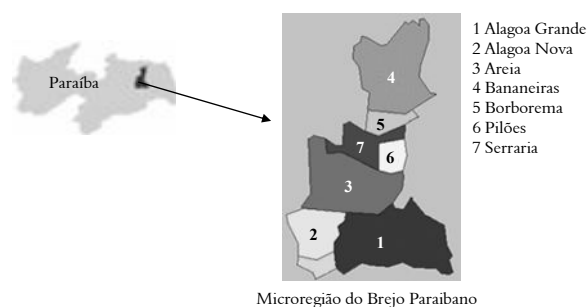 Paraíba
4
5
7
6
3
2
1
1 Alagoa Grande
2 Alagoa Nova
3 Areia
4 Bananeiras
5 Borborema
6 Pilões
7 Serraria
Microregião do Brejo Paraibano